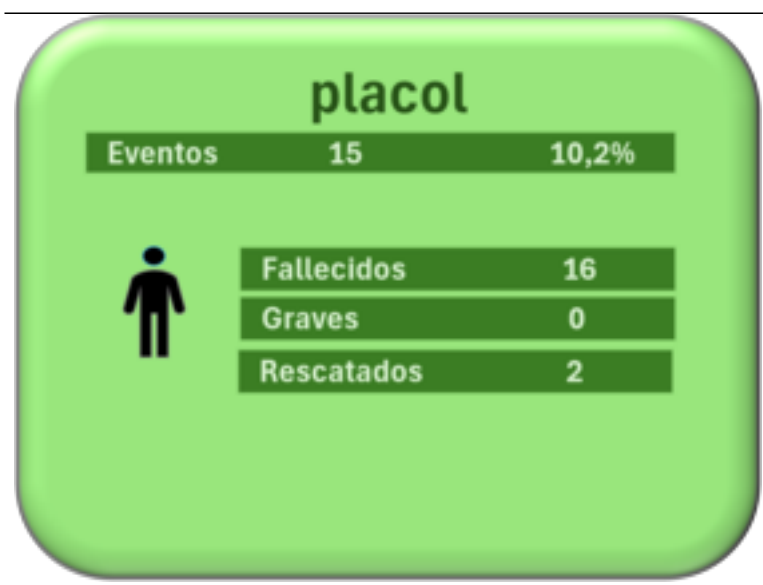 placol
Eventos 15 10,2%
Fallecidos 16
Graves 0
Rescatados 2